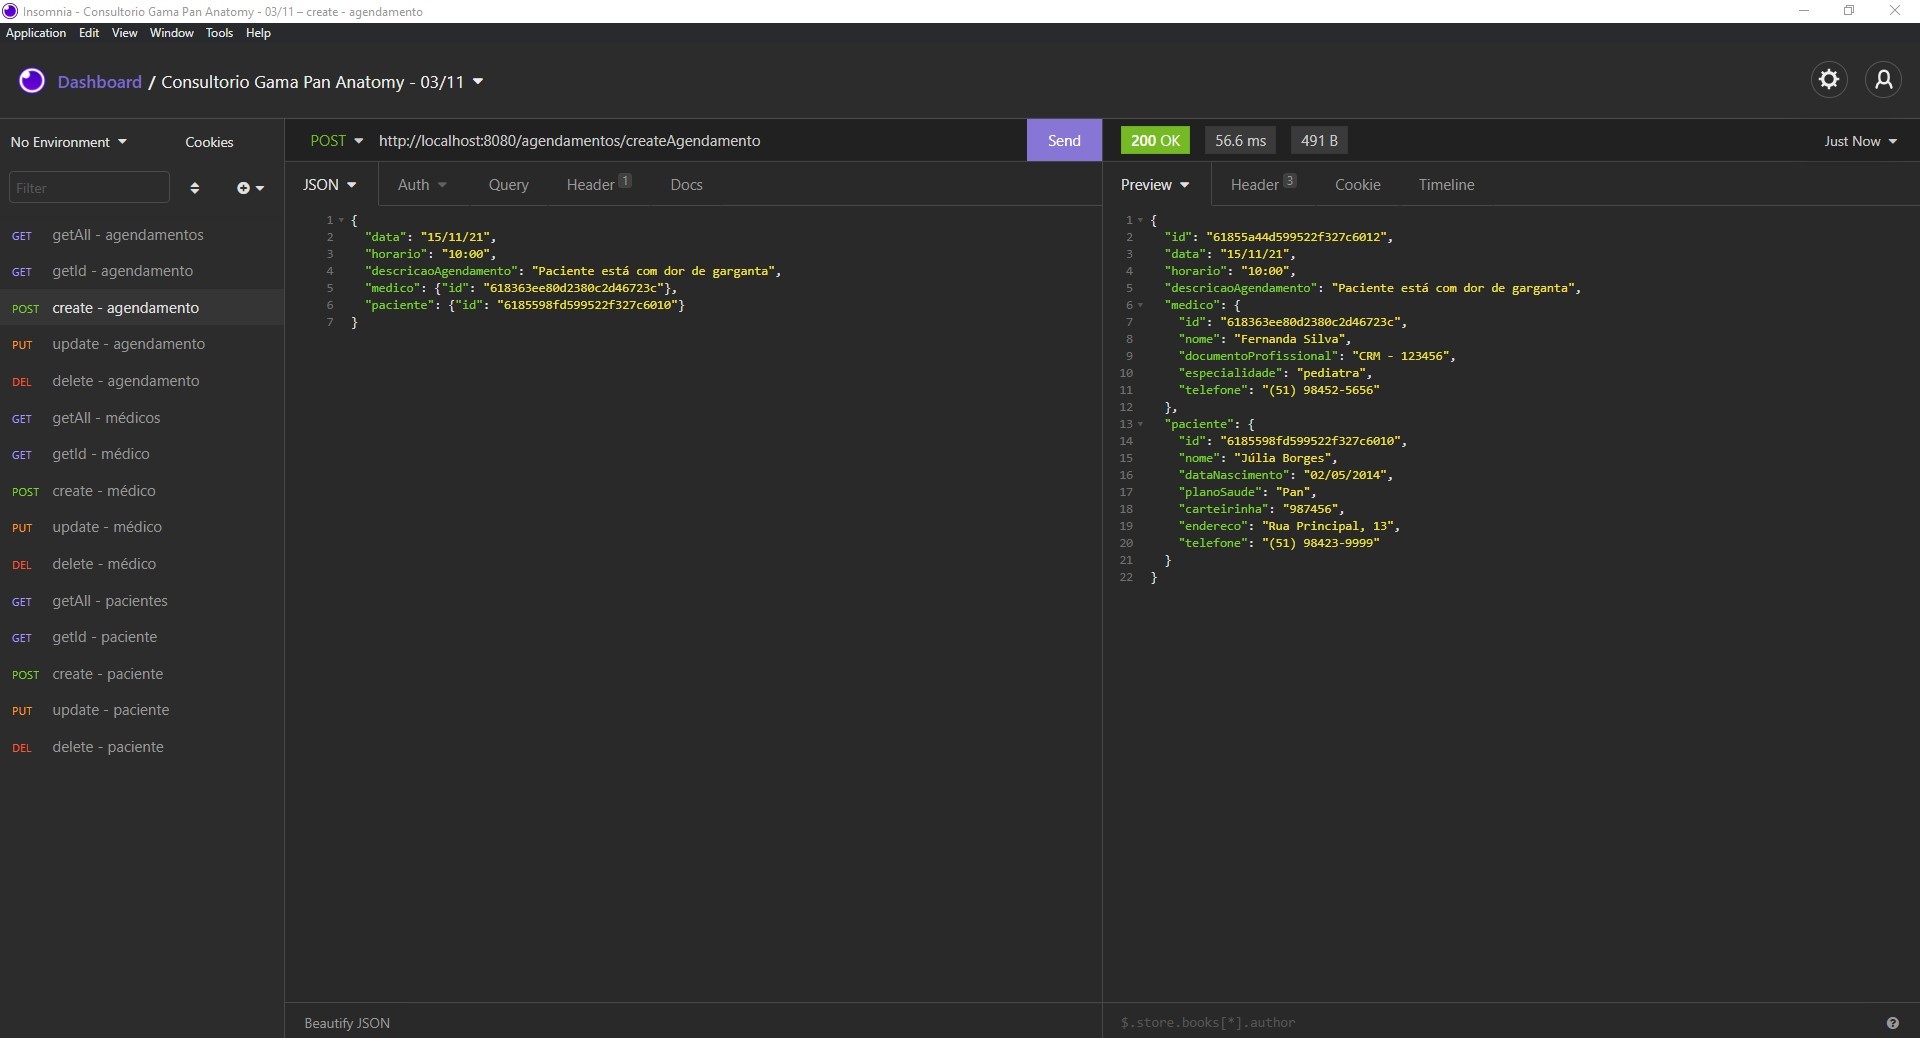 Insomnia - Consultorio Gama Pan Anatomy - 03/11 – create - agendamento
Application Edit View Window Tools Help
Dashboard / Consultorio Gama Pan Anatomy - 03/11
No Environment Cookies
Filter
GET getAll - agendamentos
GET getId - agendamento
POST create - agendamento
PUT update - agendamento
DEL delete - agendamento
GET getAll - médicos
GET getId - médico
POST create - médico
PUT update - médico
DEL delete - médico
GET getAll - pacientes
GET getId - paciente
POST create - paciente
PUT update - paciente
DEL delete - paciente
POST http://localhost:8080/agendamentos/createAgendamento Send
JSON Auth Query Header 1 Docs
1 {
2 "data": "15/11/21",
3 "horario": "10:00",
4 "descricaoAgendamento": "Paciente está com dor de garganta",
5 "medico": {"id": "618363ee80d2380c2d46723c"},
6 "paciente": {"id": "6185598fd599522f327c6010"}
7 }
Beautify JSON
200 OK 56.6 ms 491 B Just Now
Preview Header 3 Cookie Timeline
1 {
2 "id": "61855a44d599522f327c6012",
3 "data": "15/11/21",
4 "horario": "10:00",
5 "descricaoAgendamento": "Paciente está com dor de garganta",
6 "medico": {
7 "id": "618363ee80d2380c2d46723c",
8 "nome": "Fernanda Silva",
9 "documentoProfissional": "CRM - 123456",
10 "especialidade": "pediatra",
11 "telefone": "(51) 98452-5656"
12 },
13 "paciente": {
14 "id": "6185598fd599522f327c6010",
15 "nome": "Júlia Borges",
16 "dataNascimento": "02/05/2014",
17 "planoSaude": "Pan",
18 "carteirinha": "987456",
19 "endereco": "Rua Principal, 13",
20 "telefone": "(51) 98423-9999"
21 }
22 }
$.store.books[*].author